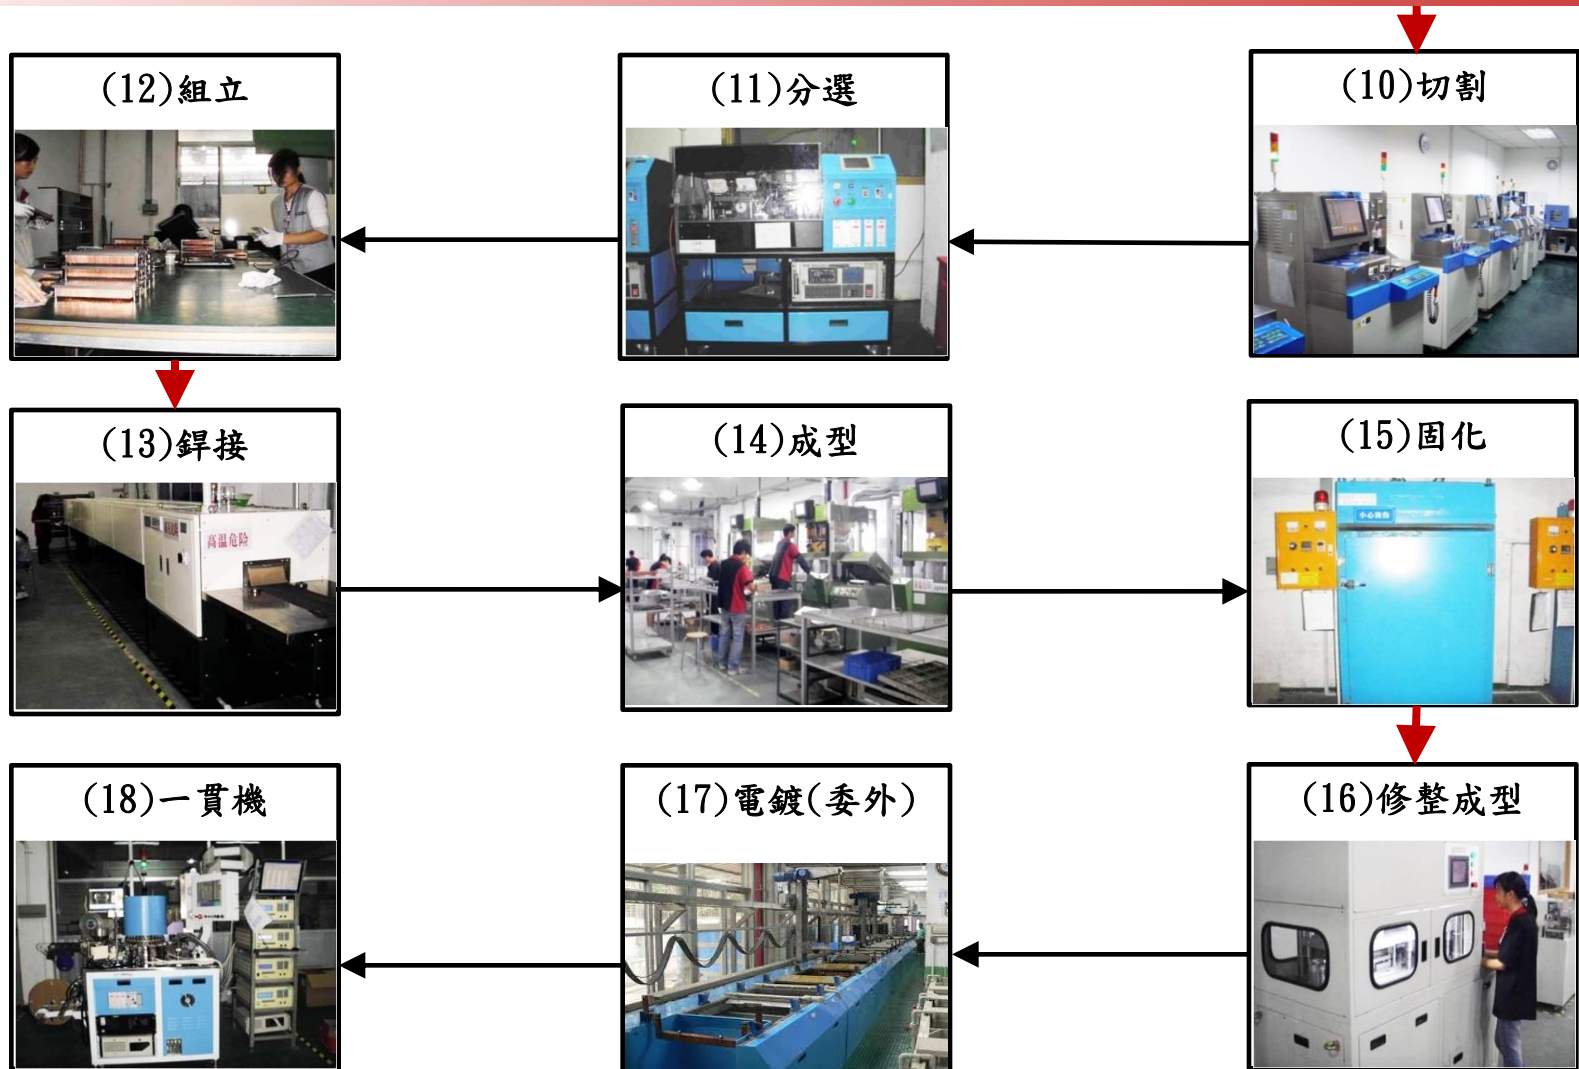 (12)組立
(11)分選
(10)切割
(13)銲接
高溫危險
(14)成型
(15)固化
(18)一貫機
(17)電鍍(委外)
(16)修整成型